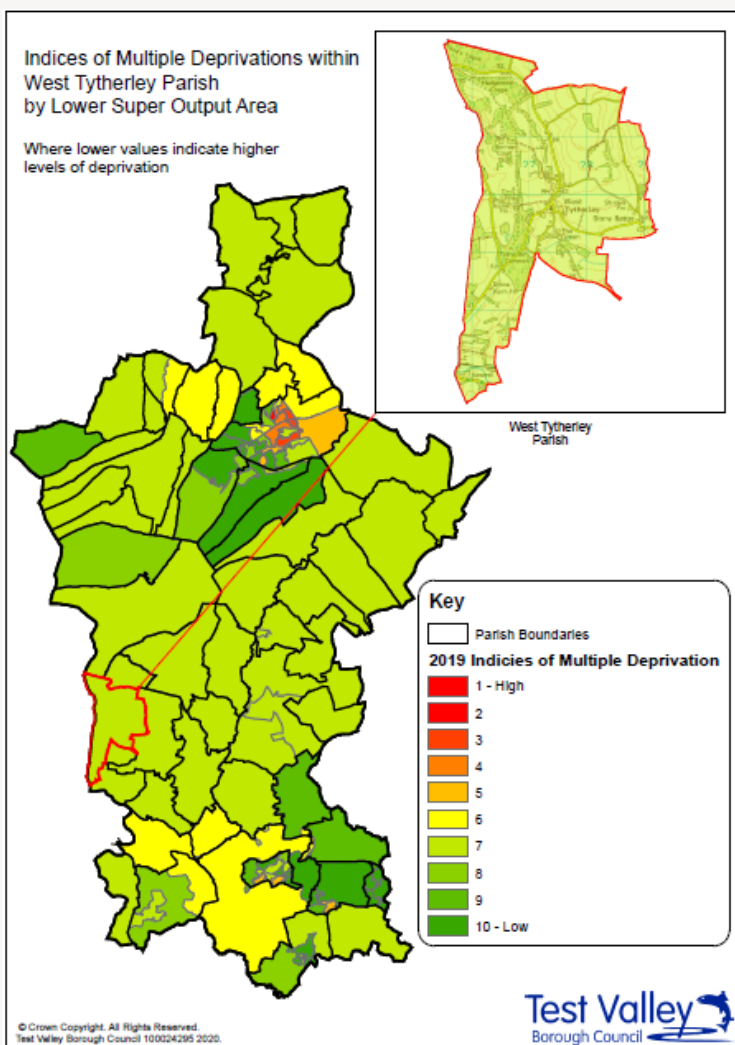 Indices of Multiple Deprivations within
West Tytherley Parish
by Lower Super Output Area
Where lower values indicate higher
levels of deprivation
West
Tytherley
West Tytherley
Parish
Key
Parish Boundaries
2019 Indicies of Multiple Deprivation
1 - High
2
3
4
5
6
7
8
9
10 - Low
© Crown Copyright. All Rights Reserved.
Test Valley Borough Council 100024295 2020.
Test Valley
Borough Council